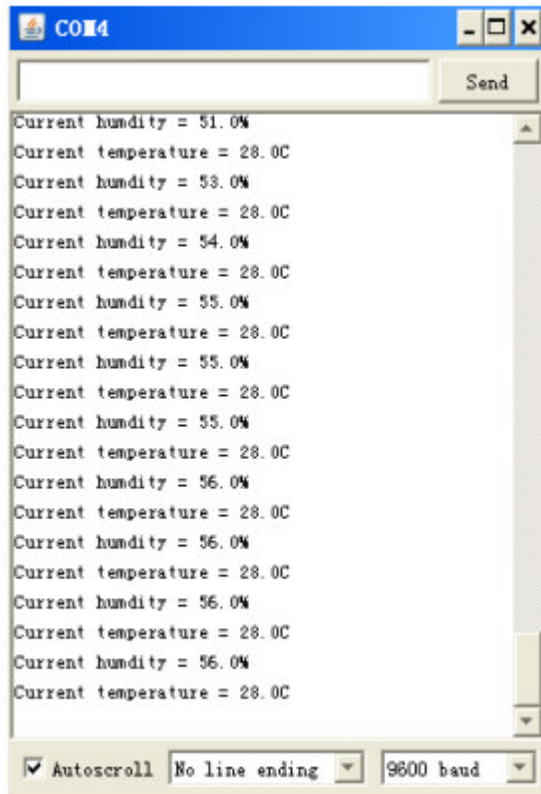 COM4
Send
Current humdity = 51.0%
Current temperature = 28.0C
Current humdity = 53.0%
Current temperature = 28.0C
Current humdity = 54.0%
Current temperature = 28.0C
Current humdity = 55.0%
Current temperature = 28.0C
Current humdity = 55.0%
Current temperature = 28.0C
Current humdity = 55.0%
Current temperature = 28.0C
Current humdity = 56.0%
Current temperature = 28.0C
Current humdity = 56.0%
Current temperature = 28.0C
Current humdity = 56.0%
Current temperature = 28.0C
Current humdity = 56.0%
Current temperature = 28.0C
Autoscroll No line ending 9600 baud